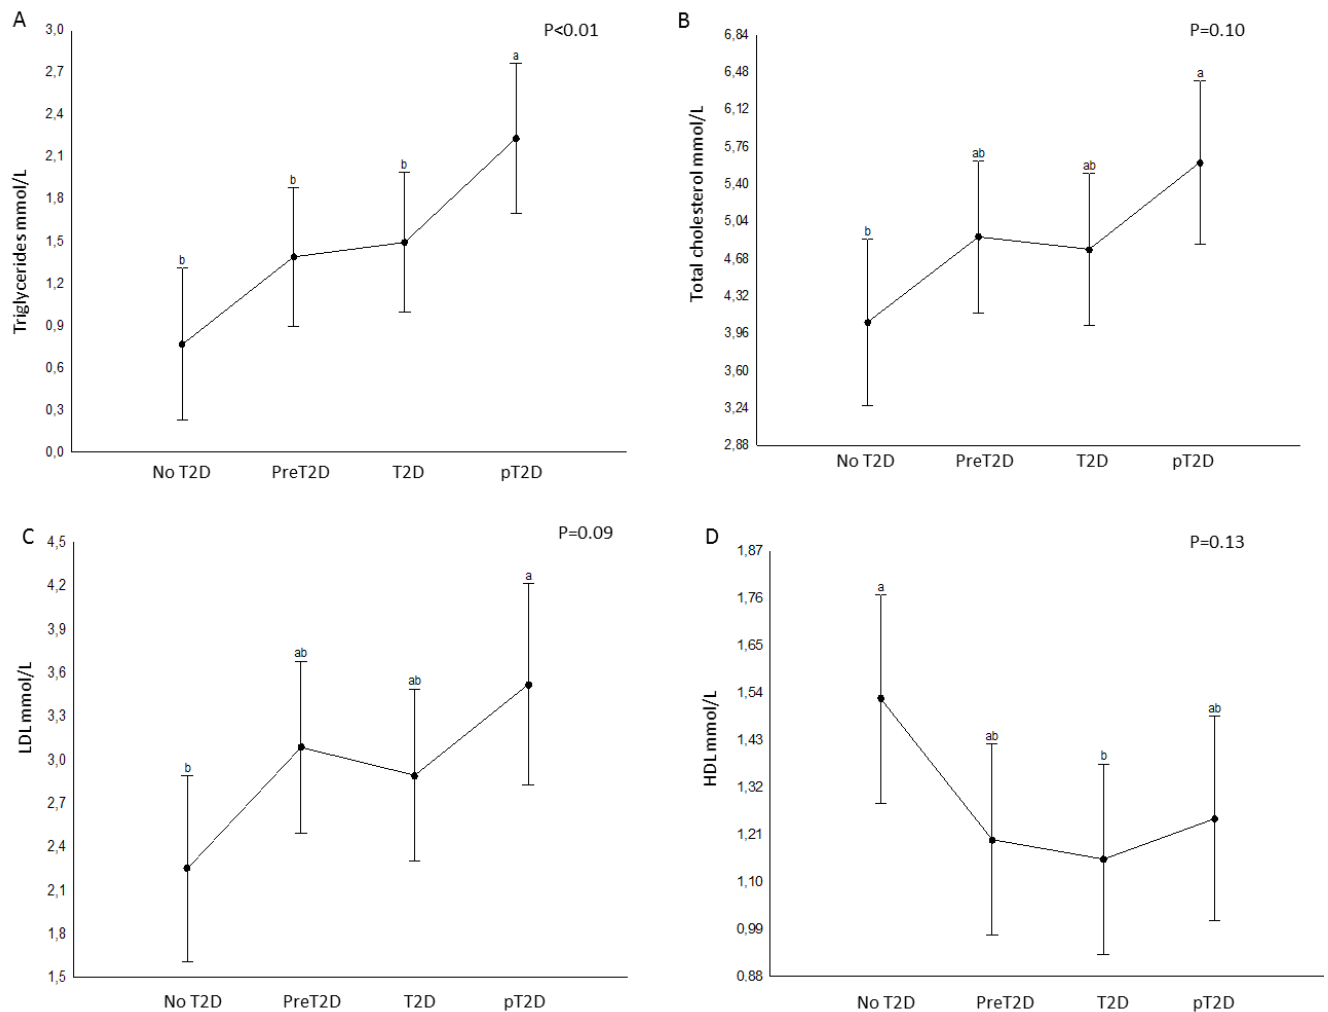 A
P<0.01
Triglycerides mmol/L
3,0
2,7
2,4
2,1
1,8
1,5
1,2
0,9
0,6
0,3
0,0
b
b
b
a
No T2D PreT2D T2D pT2D
B
P=0.10
Total cholesterol mmol/L
6,84
6,48
6,12
5,76
5,40
5,04
4,68
4,32
3,96
3,60
3,24
2,88
b
ab
ab
a
No T2D PreT2D T2D pT2D
C
P=0.09
LDL mmol/L
4,5
4,2
3,9
3,6
3,3
3,0
2,7
2,4
2,1
1,8
1,5
b
ab
ab
a
No T2D PreT2D T2D pT2D
D
P=0.13
HDL mmol/L
1,87
1,76
1,65
1,54
1,43
1,32
1,21
1,10
0,99
0.88
a
ab
b
ab
No T2D PreT2D T2D pT2D